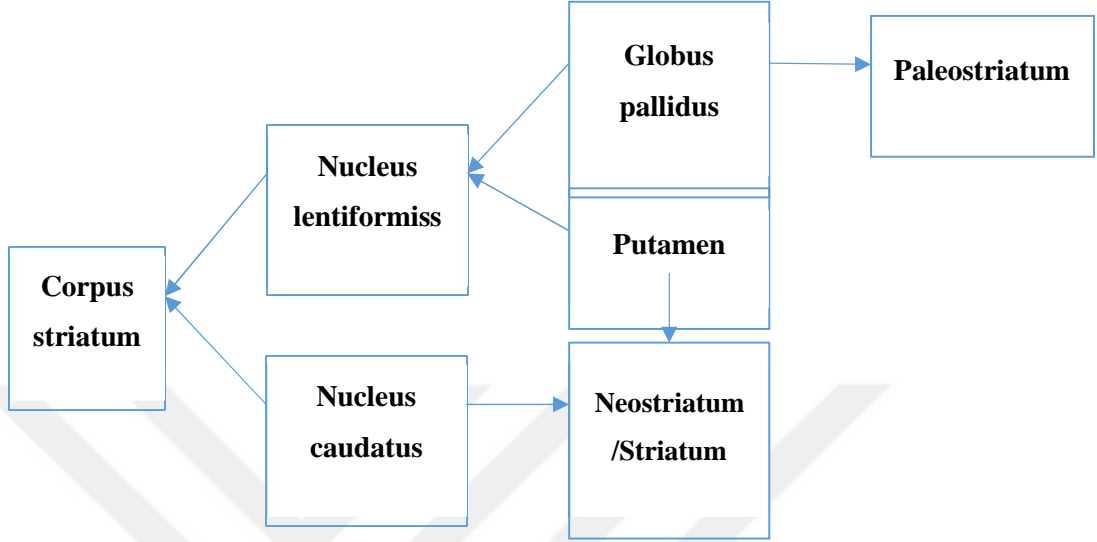 Globus
pallidus
Paleostriatum
Nucleus
lentiformiss
Putamen
Corpus
striatum
Nucleus
caudatus
Neostriatum
/Striatum